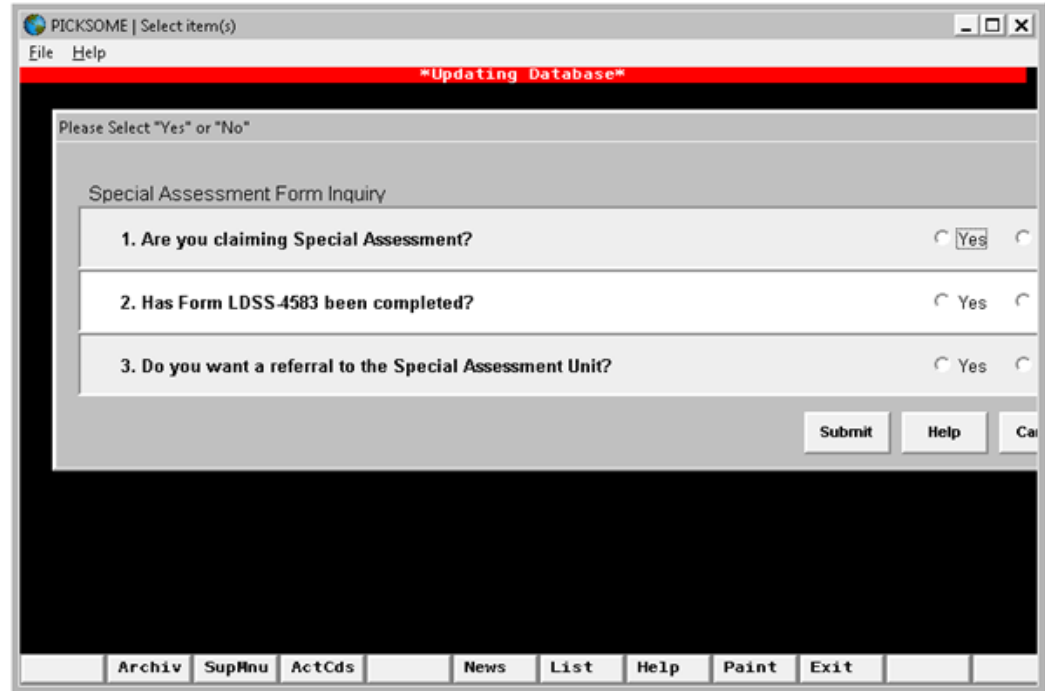 PICKSOME | Select item(s)
File Help
*Updating Database*
Please Select "Yes" or "No"
Special Assessment Form Inquiry
1. Are you claiming Special Assessment? Yes
2. Has Form LDSS-4583 been completed? Yes
3. Do you want a referral to the Special Assessment Unit? Yes
Submit Help Ca
Archiv SupMnu ActCds News List Help Paint Exit